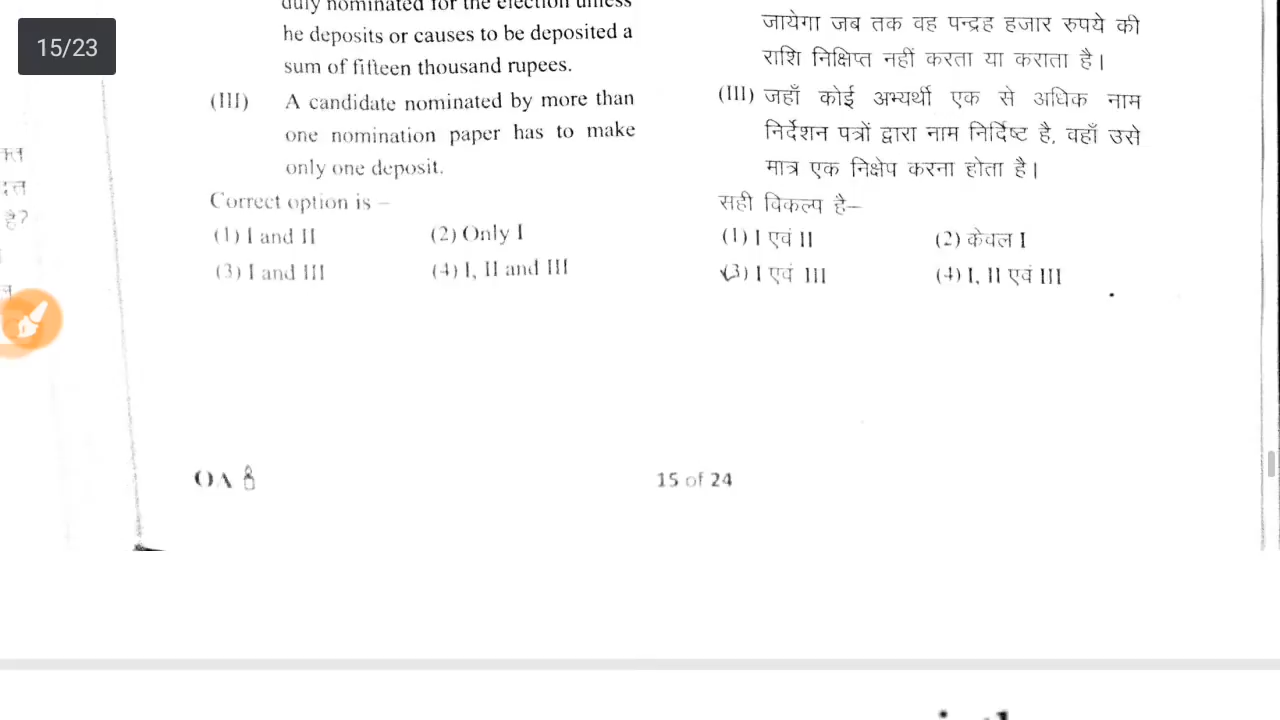 15/23
duly nominated for the election unless
he deposits or causes to be deposited a
sum of fifteen thousand rupees.
(III) A candidate nominated by more than
one nomination paper has to make
only one deposit.
Correct option is –
(1) I and II (2) Only I
(3) I and III (4) I, II and III
जायेगा जब तक वह पन्द्रह हजार रुपये की
राशि निक्षिप्त नहीं करता या कराता है।
(III) जहाँ कोई अभ्यर्थी एक से अधिक नाम
निर्देशन पत्रों द्वारा नाम निर्दिष्ट है, वहाँ उसे
मात्र एक निक्षेप करना होता है।
सही विकल्प है–
(1) I एवं II (2) केवल I
(3) I एवं III (4) I, II एवं III
है?
OA
15 of 24